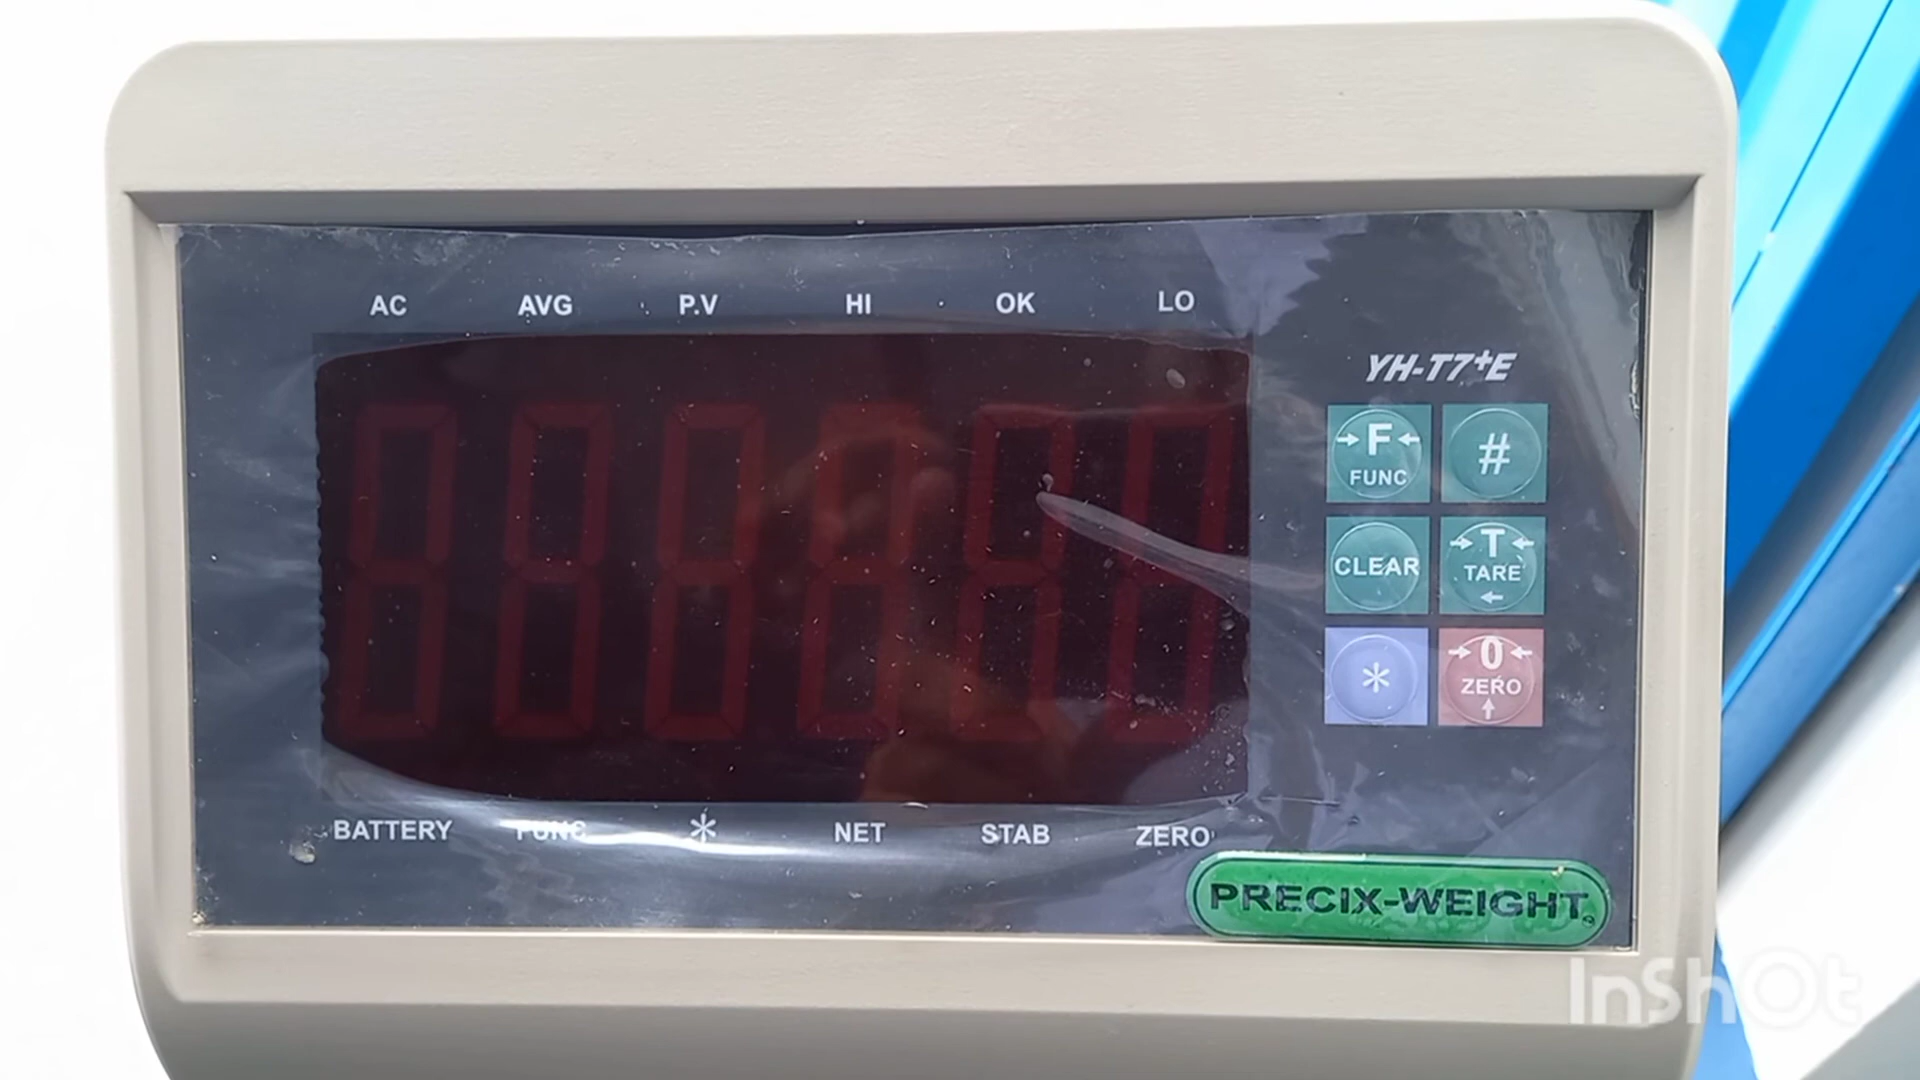 AC AVG P.V HI OK LO
YH-T7+E
→F← FUNC
#
CLEAR
→T← TARE ←
*
→0← ZERO ↑
BATTERY FUNC * NET STAB ZERO
PRECIX-WEIGHT
InShOt